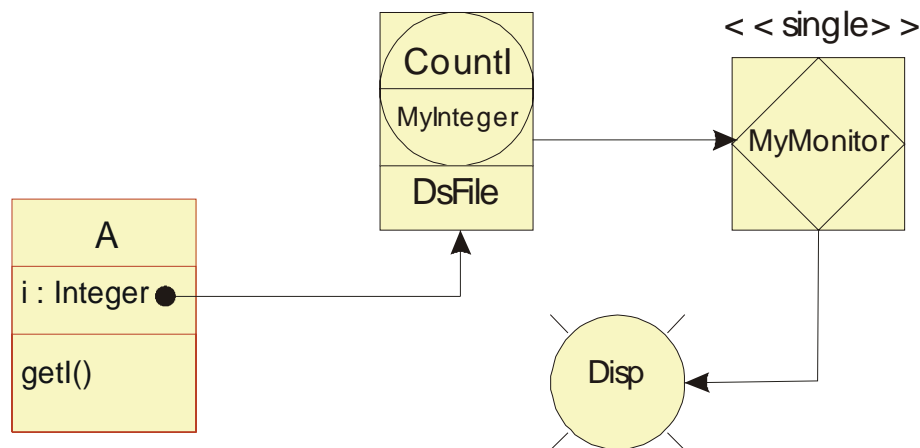 <<single>>
CountI
MyInteger
DsFile
MyMonitor
A
i : Integer
getI()
Disp